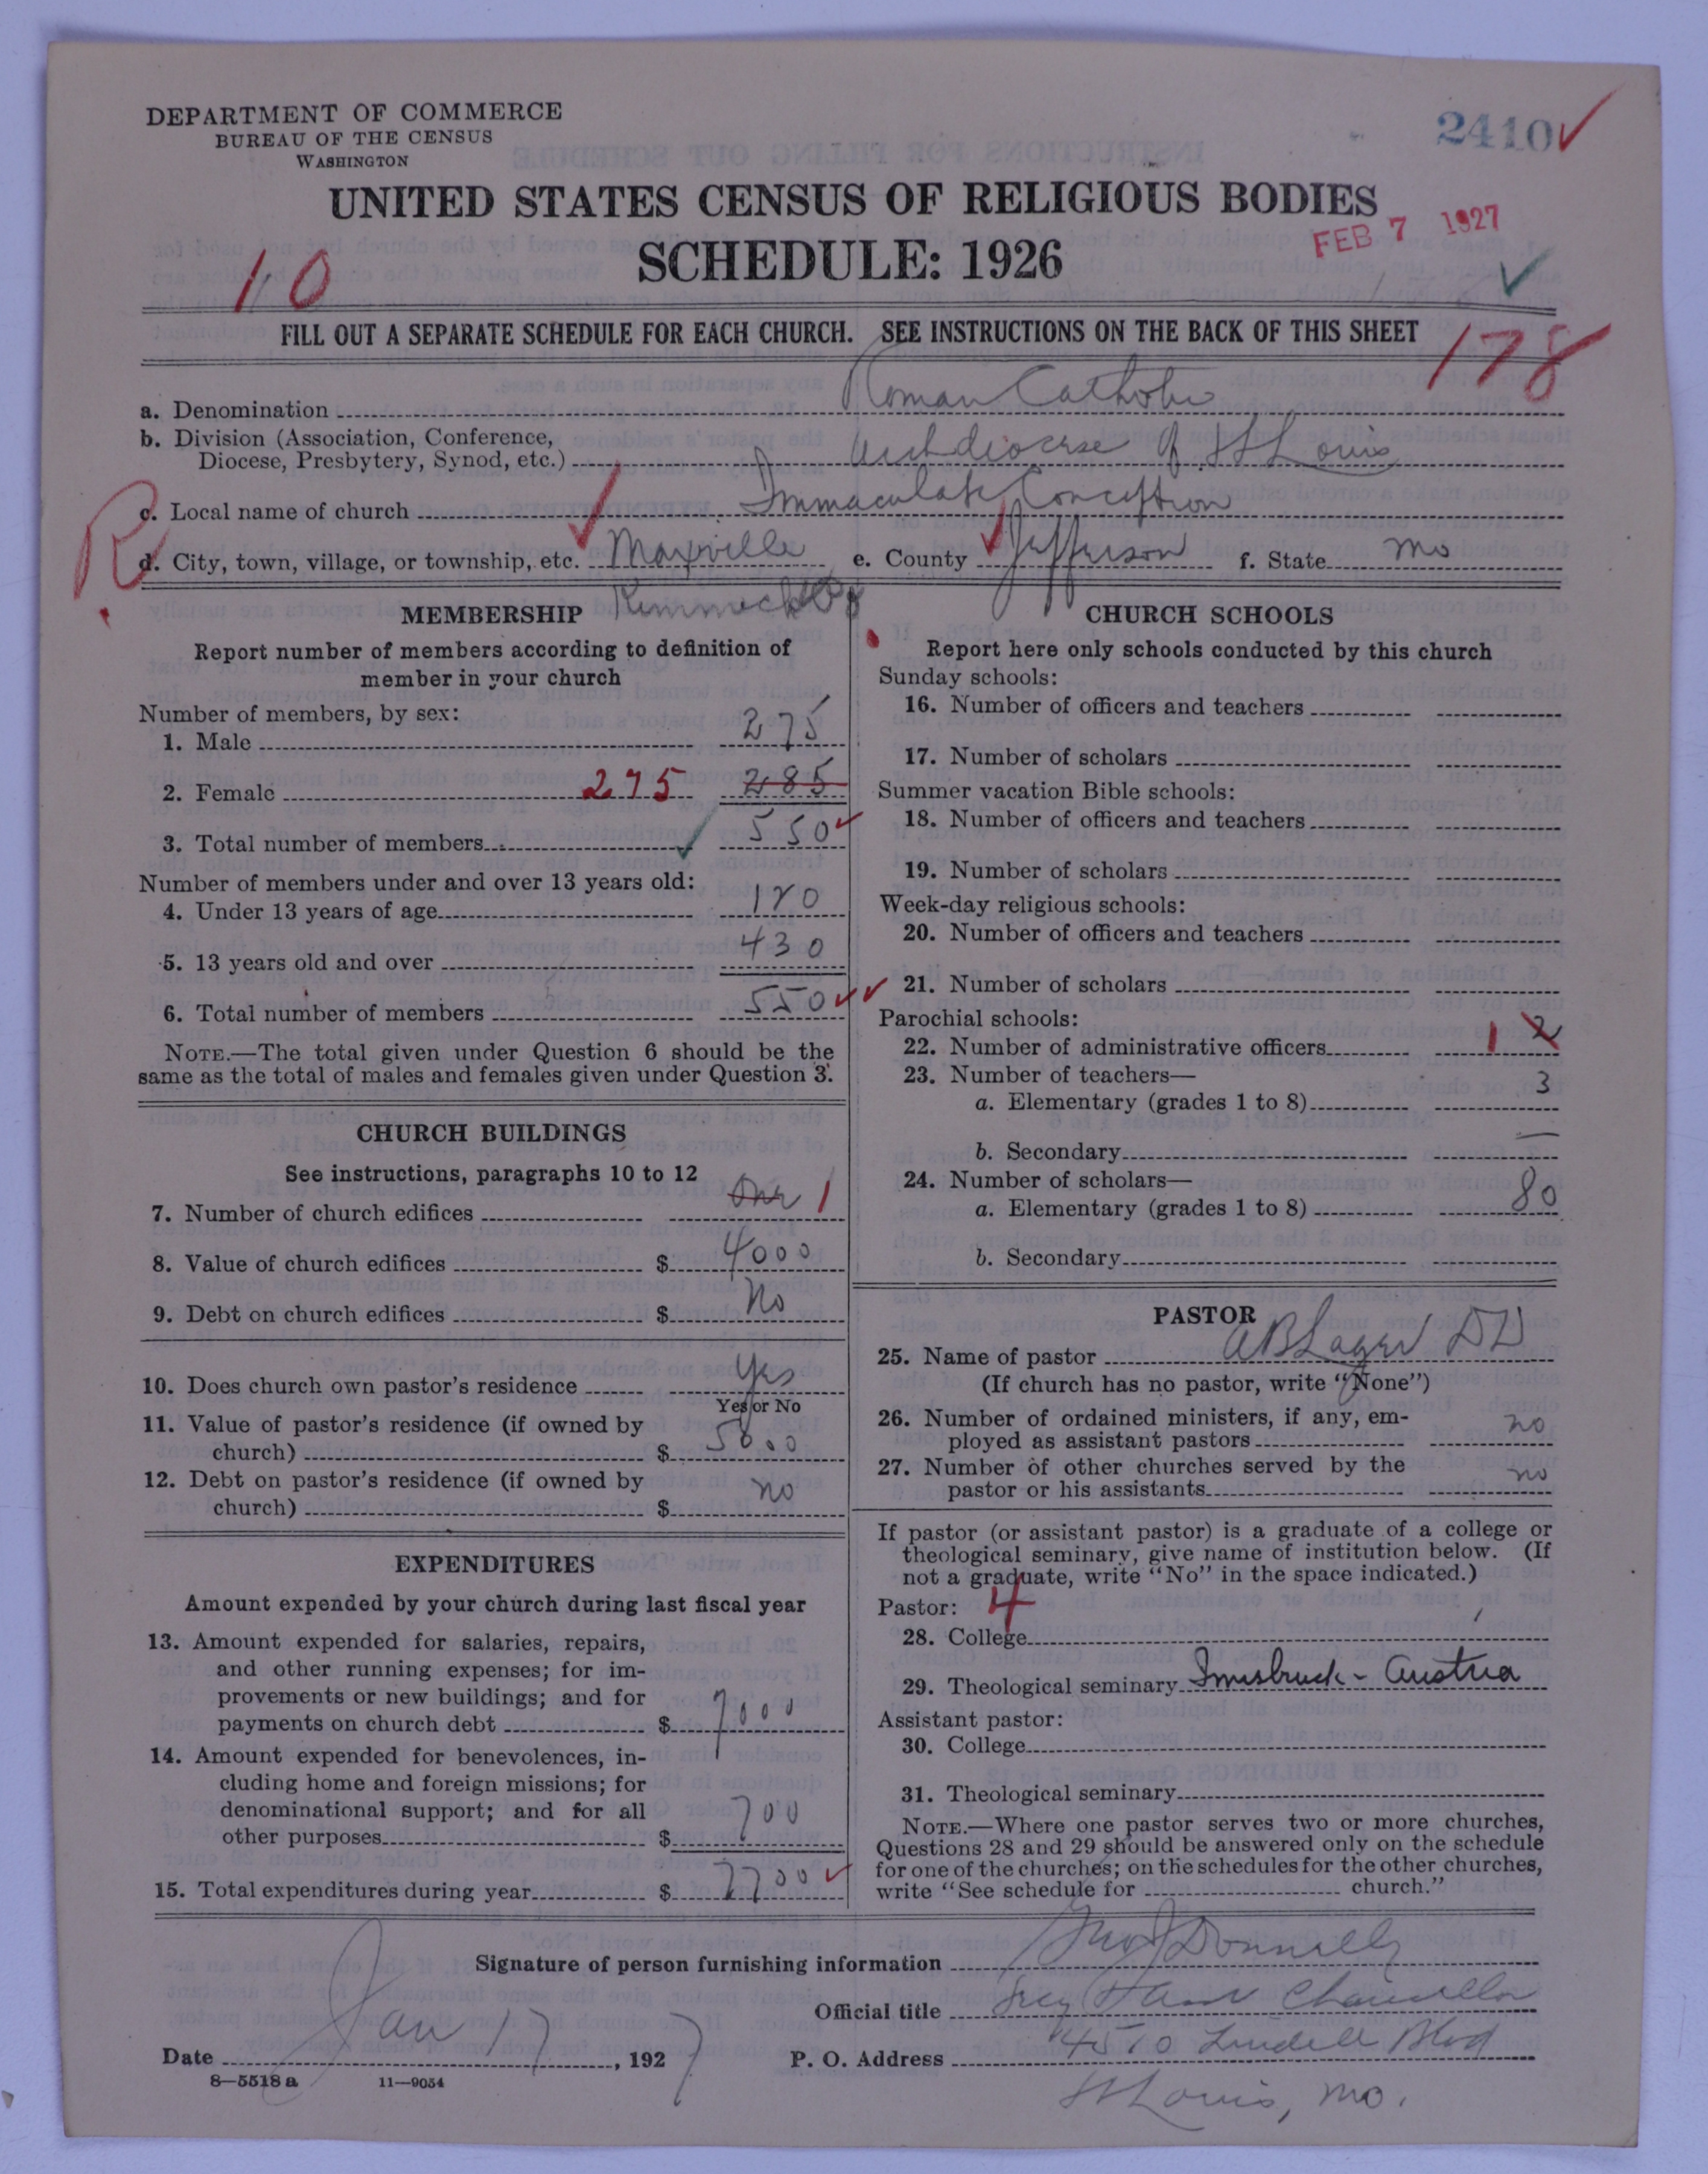 DEPARTMENT OF COMMERCE
BUREAU OF THE CENSUS
WASHINGTON
2410
UNITED STATES CENSUS OF RELIGIOUS BODIES
SCHEDULE: 1926
FEB 7 1927
10
FILL OUT A SEPARATE SCHEDULE FOR EACH CHURCH. SEE INSTRUCTIONS ON THE BACK OF THIS SHEET
178
a. Denomination Roman Catholic
b. Division (Association, Conference,
Diocese, Presbytery, Synod, etc.) Archdiocese of St Louis
R
c. Local name of church Immaculate Conception
d. City, town, village, or township, etc. Maxville e. County Jefferson f. State Mo
MEMBERSHIP
Report number of members according to definition of
member in your church
Number of members, by sex:
1. Male 275
2. Female 275 285
3. Total number of members 550
Number of members under and over 13 years old:
4. Under 13 years of age 120
5. 13 years old and over 430
6. Total number of members 550
NOTE.—The total given under Question 6 should be the
same as the total of males and females given under Question 3.
CHURCH BUILDINGS
See instructions, paragraphs 10 to 12
7. Number of church edifices One 1
8. Value of church edifices $ 4000
9. Debt on church edifices $ No
10. Does church own pastor's residence Yes
Yes or No
11. Value of pastor's residence (if owned by
church) $ 5000
12. Debt on pastor's residence (if owned by
church) $ no
EXPENDITURES
Amount expended by your church during last fiscal year
13. Amount expended for salaries, repairs,
and other running expenses; for im-
provements or new buildings; and for
payments on church debt $ 7000
14. Amount expended for benevolences, in-
cluding home and foreign missions; for
denominational support; and for all
other purposes $ 700
15. Total expenditures during year $ 7700
CHURCH SCHOOLS
Report here only schools conducted by this church
Sunday schools:
16. Number of officers and teachers
17. Number of scholars
Summer vacation Bible schools:
18. Number of officers and teachers
19. Number of scholars
Week-day religious schools:
20. Number of officers and teachers
21. Number of scholars
Parochial schools:
22. Number of administrative officers 1 2
23. Number of teachers—
a. Elementary (grades 1 to 8) 3
b. Secondary —
24. Number of scholars—
a. Elementary (grades 1 to 8) 80
b. Secondary
PASTOR
25. Name of pastor A B Lager DD
(If church has no pastor, write "None")
26. Number of ordained ministers, if any, em-
ployed as assistant pastors no
27. Number of other churches served by the
pastor or his assistants no
If pastor (or assistant pastor) is a graduate of a college or
theological seminary, give name of institution below. (If
not a graduate, write "No" in the space indicated.)
Pastor: 4
28. College
29. Theological seminary Innsbruck - Austria
Assistant pastor:
30. College
31. Theological seminary
NOTE.—Where one pastor serves two or more churches,
Questions 28 and 29 should be answered only on the schedule
for one of the churches; on the schedules for the other churches,
write "See schedule for church."
Signature of person furnishing information Donnelly
Official title Chancellor
Date Jan 17, 1927 P. O. Address 4510 Lindell Blvd
8—5518 a 11—9054
St Louis, Mo.